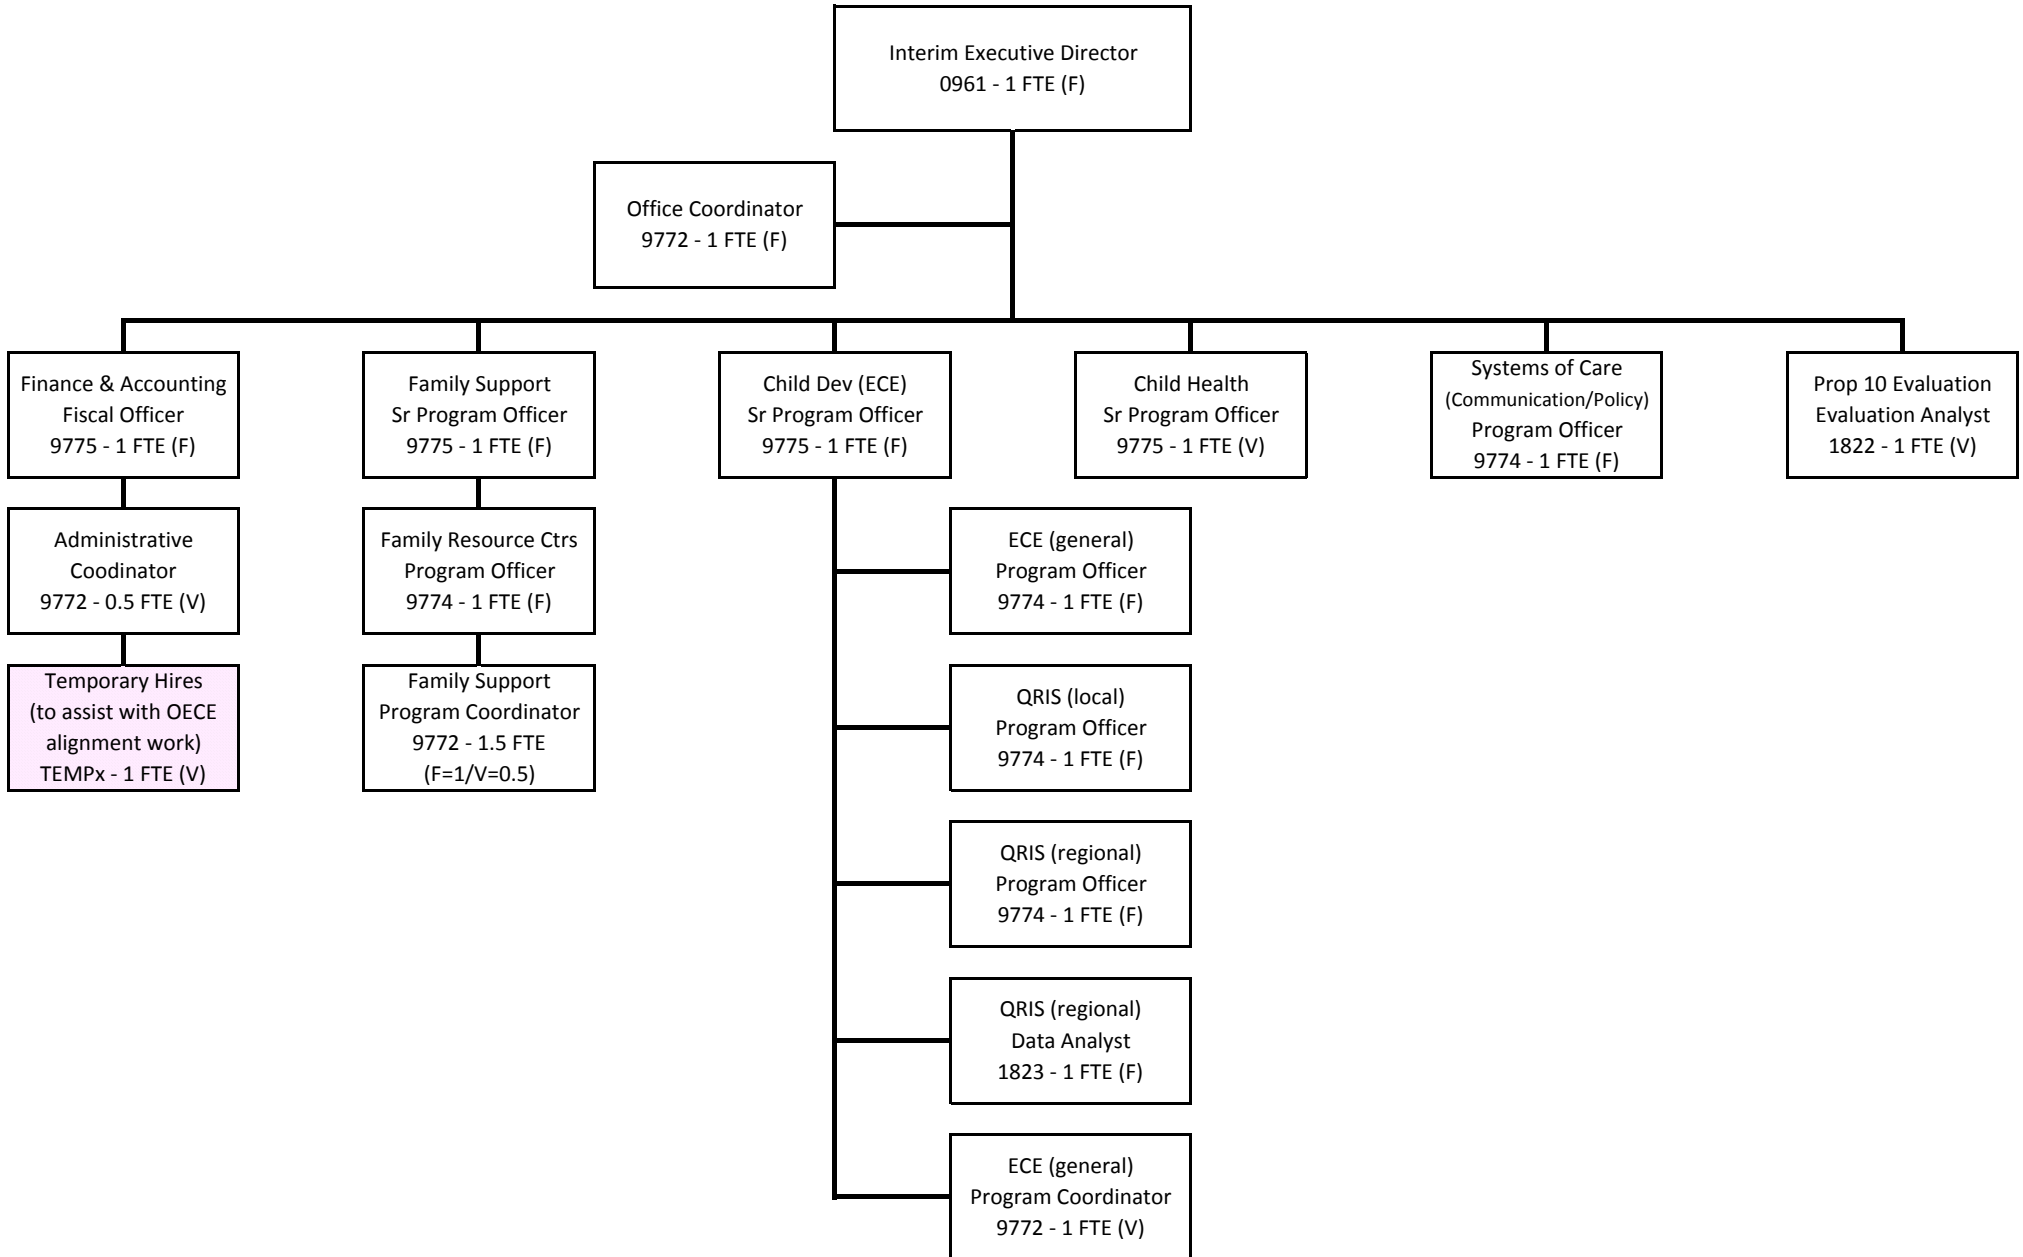 Interim Executive Director
0961 - 1 FTE (F)
Office Coordinator
9772 - 1 FTE (F)
Finance & Accounting
Fiscal Officer
9775 - 1 FTE (F)
Family Support
Sr Program Officer
9775 - 1 FTE (F)
Child Dev (ECE)
Sr Program Officer
9775 - 1 FTE (F)
Child Health
Sr Program Officer
9775 - 1 FTE (V)
Systems of Care
(Communication/Policy)
Program Officer
9774 - 1 FTE (F)
Prop 10 Evaluation
Evaluation Analyst
1822 - 1 FTE (V)
Administrative
Coodinator
9772 - 0.5 FTE (V)
Family Resource Ctrs
Program Officer
9774 - 1 FTE (F)
ECE (general)
Program Officer
9774 - 1 FTE (F)
Temporary Hires
(to assist with OECE
alignment work)
TEMPx - 1 FTE (V)
Family Support
Program Coordinator
9772 - 1.5 FTE
(F=1/V=0.5)
QRIS (local)
Program Officer
9774 - 1 FTE (F)
QRIS (regional)
Program Officer
9774 - 1 FTE (F)
QRIS (regional)
Data Analyst
1823 - 1 FTE (F)
ECE (general)
Program Coordinator
9772 - 1 FTE (V)